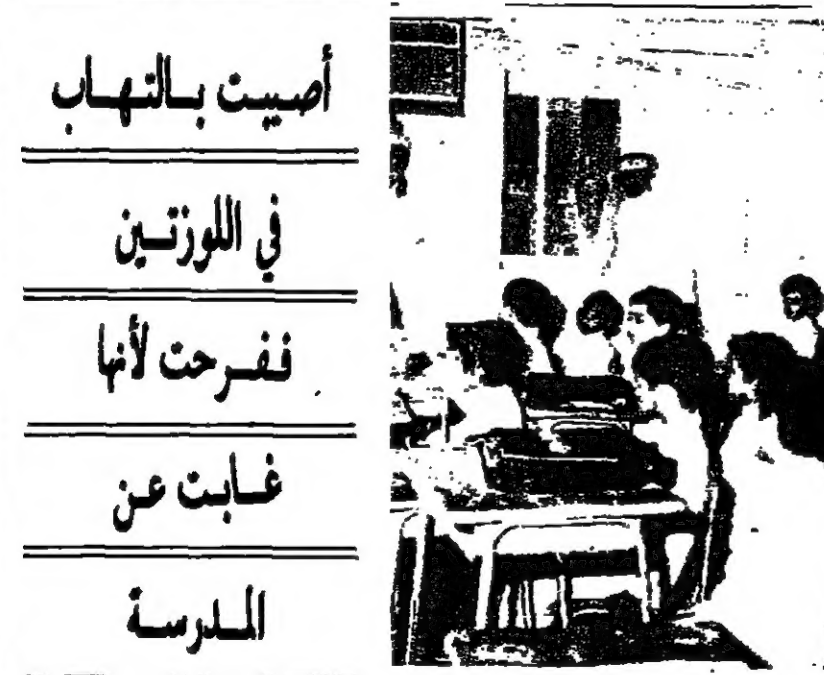 أصيبت بالتهاب
في اللوزتين
ففرحت لأنها
غابت عن
المدرسة